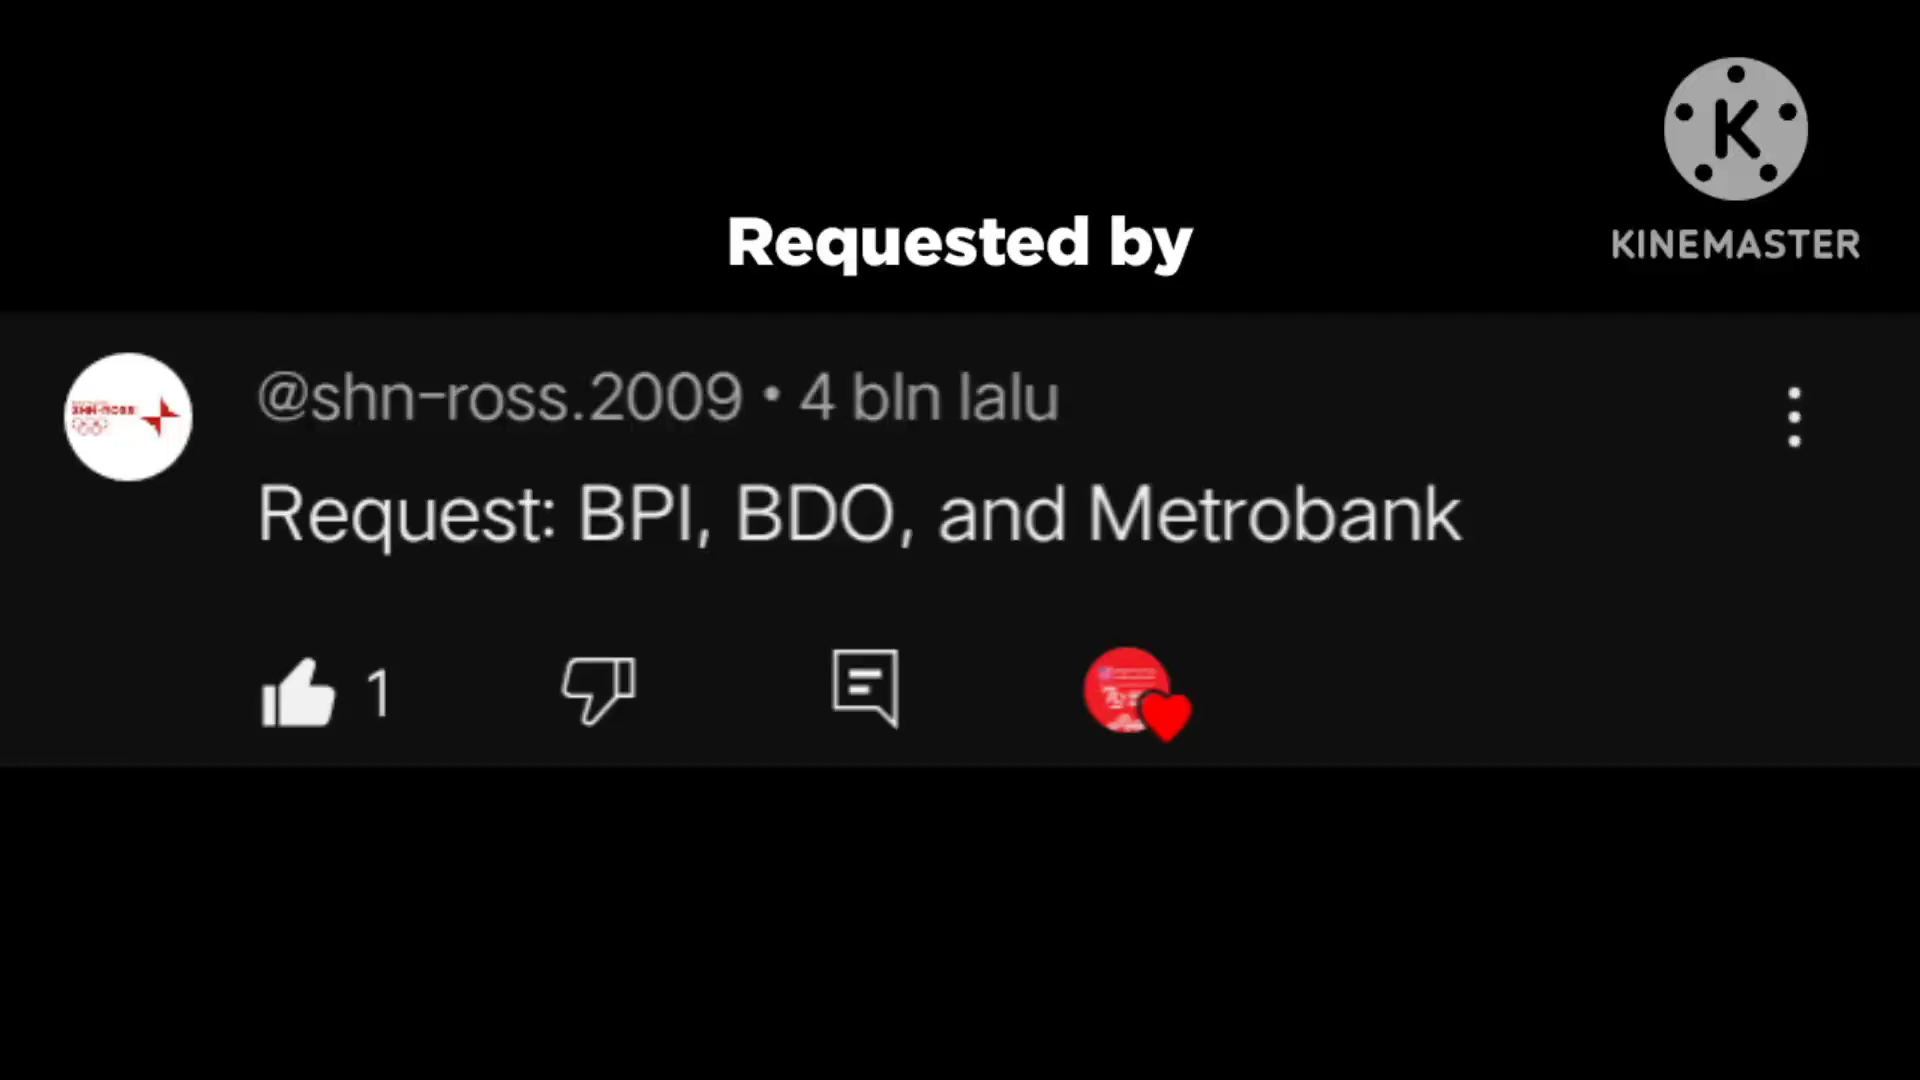 KINEMASTER
Requested by
@shn-ross.2009 • 4 bln lalu
Request: BPI, BDO, and Metrobank
1